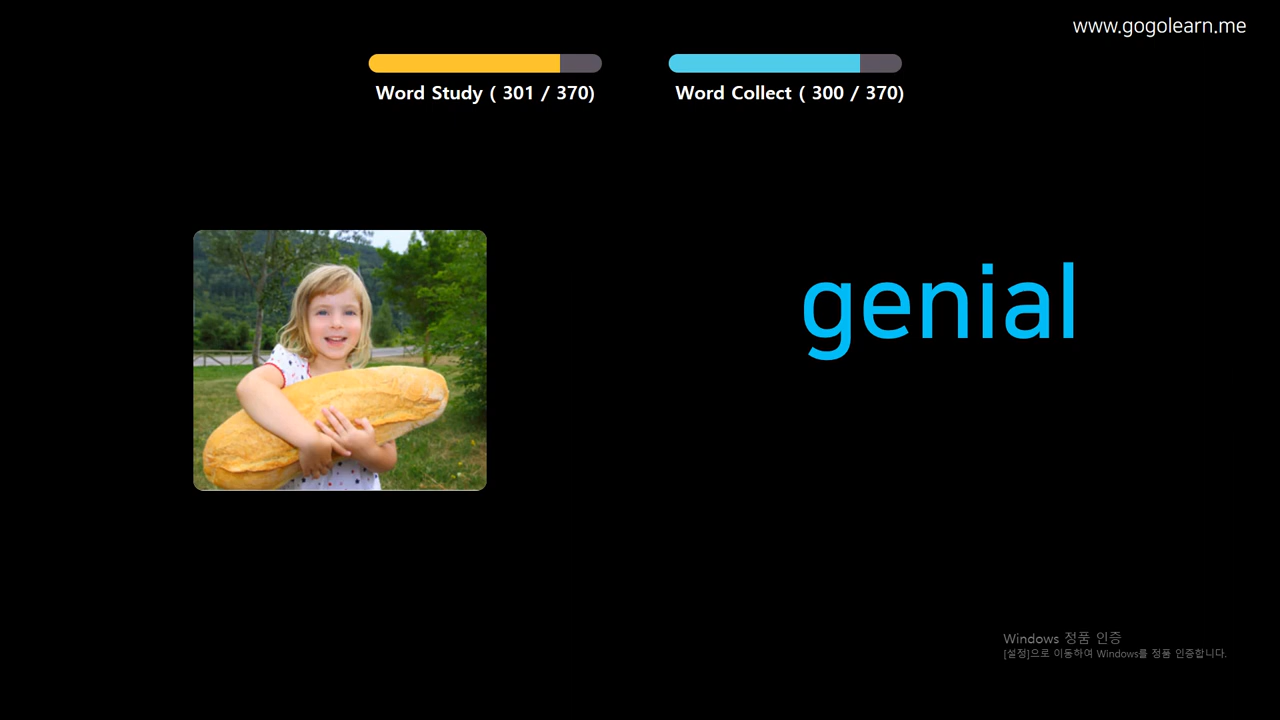 www.gogolearn.me
Word Study ( 301 / 370)
Word Collect ( 300 / 370)
genial
Windows 정품 인증
[설정]으로 이동하여 Windows를 정품 인증합니다.